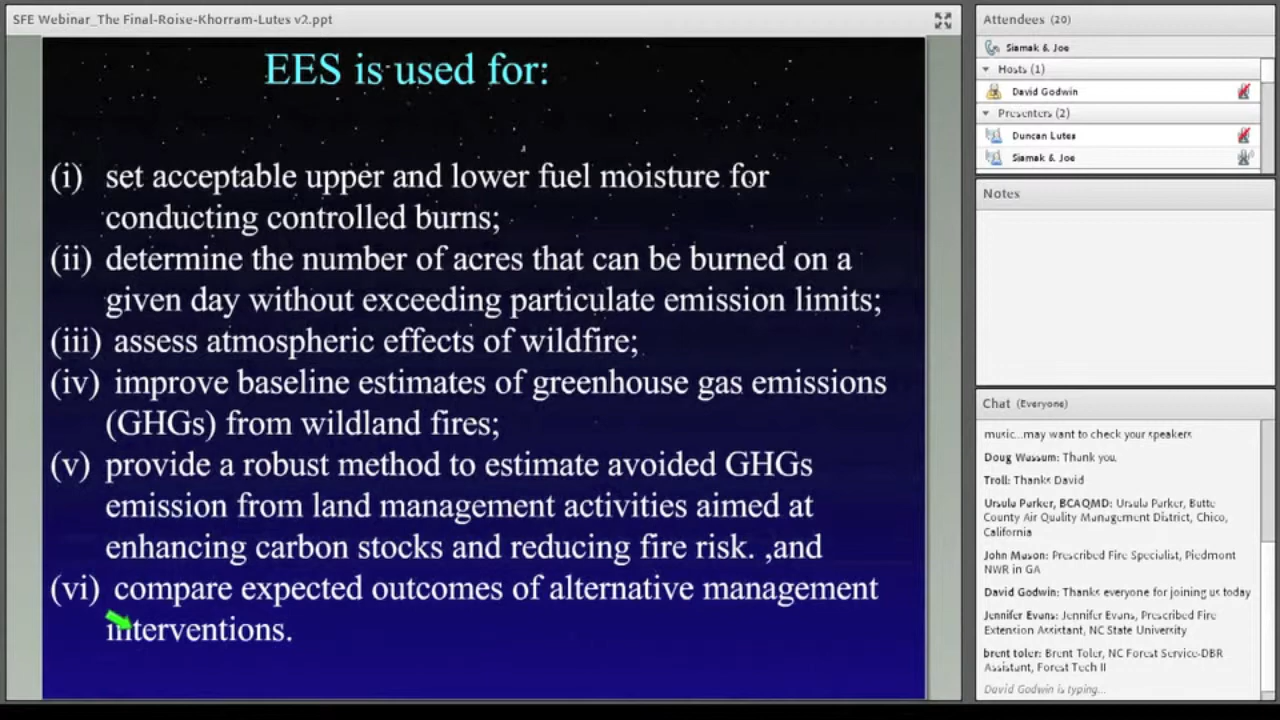 SFE Webinar_The Final-Roise-Khorram-Lutes v2.ppt
EES is used for:
(i) set acceptable upper and lower fuel moisture for
conducting controlled burns;
(ii) determine the number of acres that can be burned on a
given day without exceeding particulate emission limits;
(iii) assess atmospheric effects of wildfire;
(iv) improve baseline estimates of greenhouse gas emissions
(GHGs) from wildland fires;
(v) provide a robust method to estimate avoided GHGs
emission from land management activities aimed at
enhancing carbon stocks and reducing fire risk. ,and
(vi) compare expected outcomes of alternative management
interventions.
Attendees (20)
Siamak & Joe
Hosts (1)
David Godwin
Presenters (2)
Duncan Lutes
Siamak & Joe
Notes
Chat (Everyone)
music...may want to check your speakers
Doug Wassum: Thank you.
Troll: Thanks David
Ursula Parker, BCAQMD: Ursula Parker, Butte
County Air Quality Management District, Chico,
California
John Mason: Prescribed Fire Specialist, Piedmont
NWR in GA
David Godwin: Thanks everyone for joining us today
Jennifer Evans: Jennifer Evans, Prescribed Fire
Extension Assistant, NC State University
brent toler: Brent Toler, NC Forest Service-DBR
Assistant, Forest Tech II
David Godwin is typing...